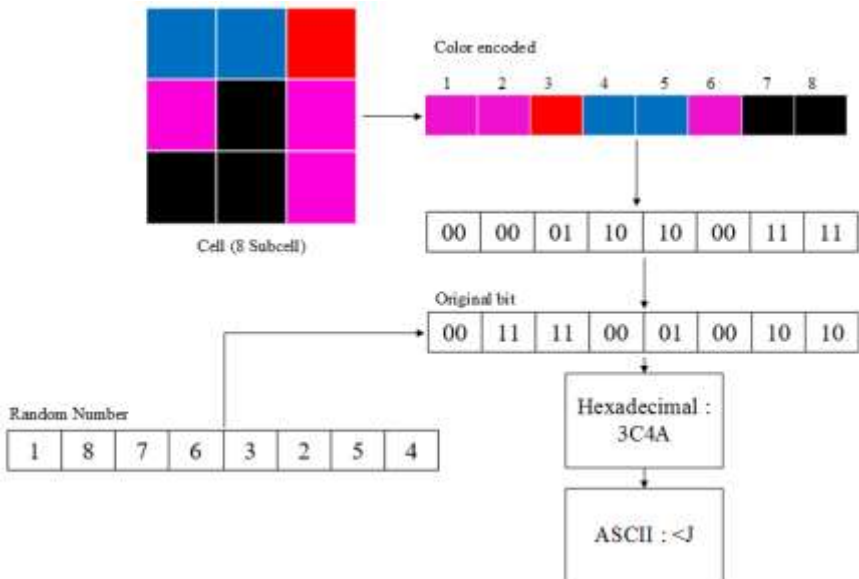 Color encoded
1 2 3 4 5 6 7 8
Cell (8 Subcell)
00 00 01 10 10 00 11 11
Original bit
00 11 11 00 01 00 10 10
Random Number
1 8 7 6 3 2 5 4
Hexadecimal :
3C4A
ASCII : <J